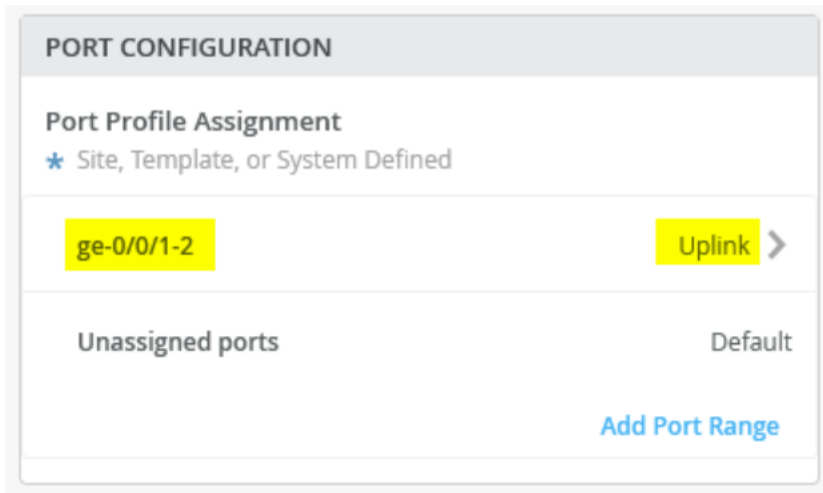 PORT CONFIGURATION
Port Profile Assignment
* Site, Template, or System Defined
ge-0/0/1-2 Uplink >
Unassigned ports Default
Add Port Range